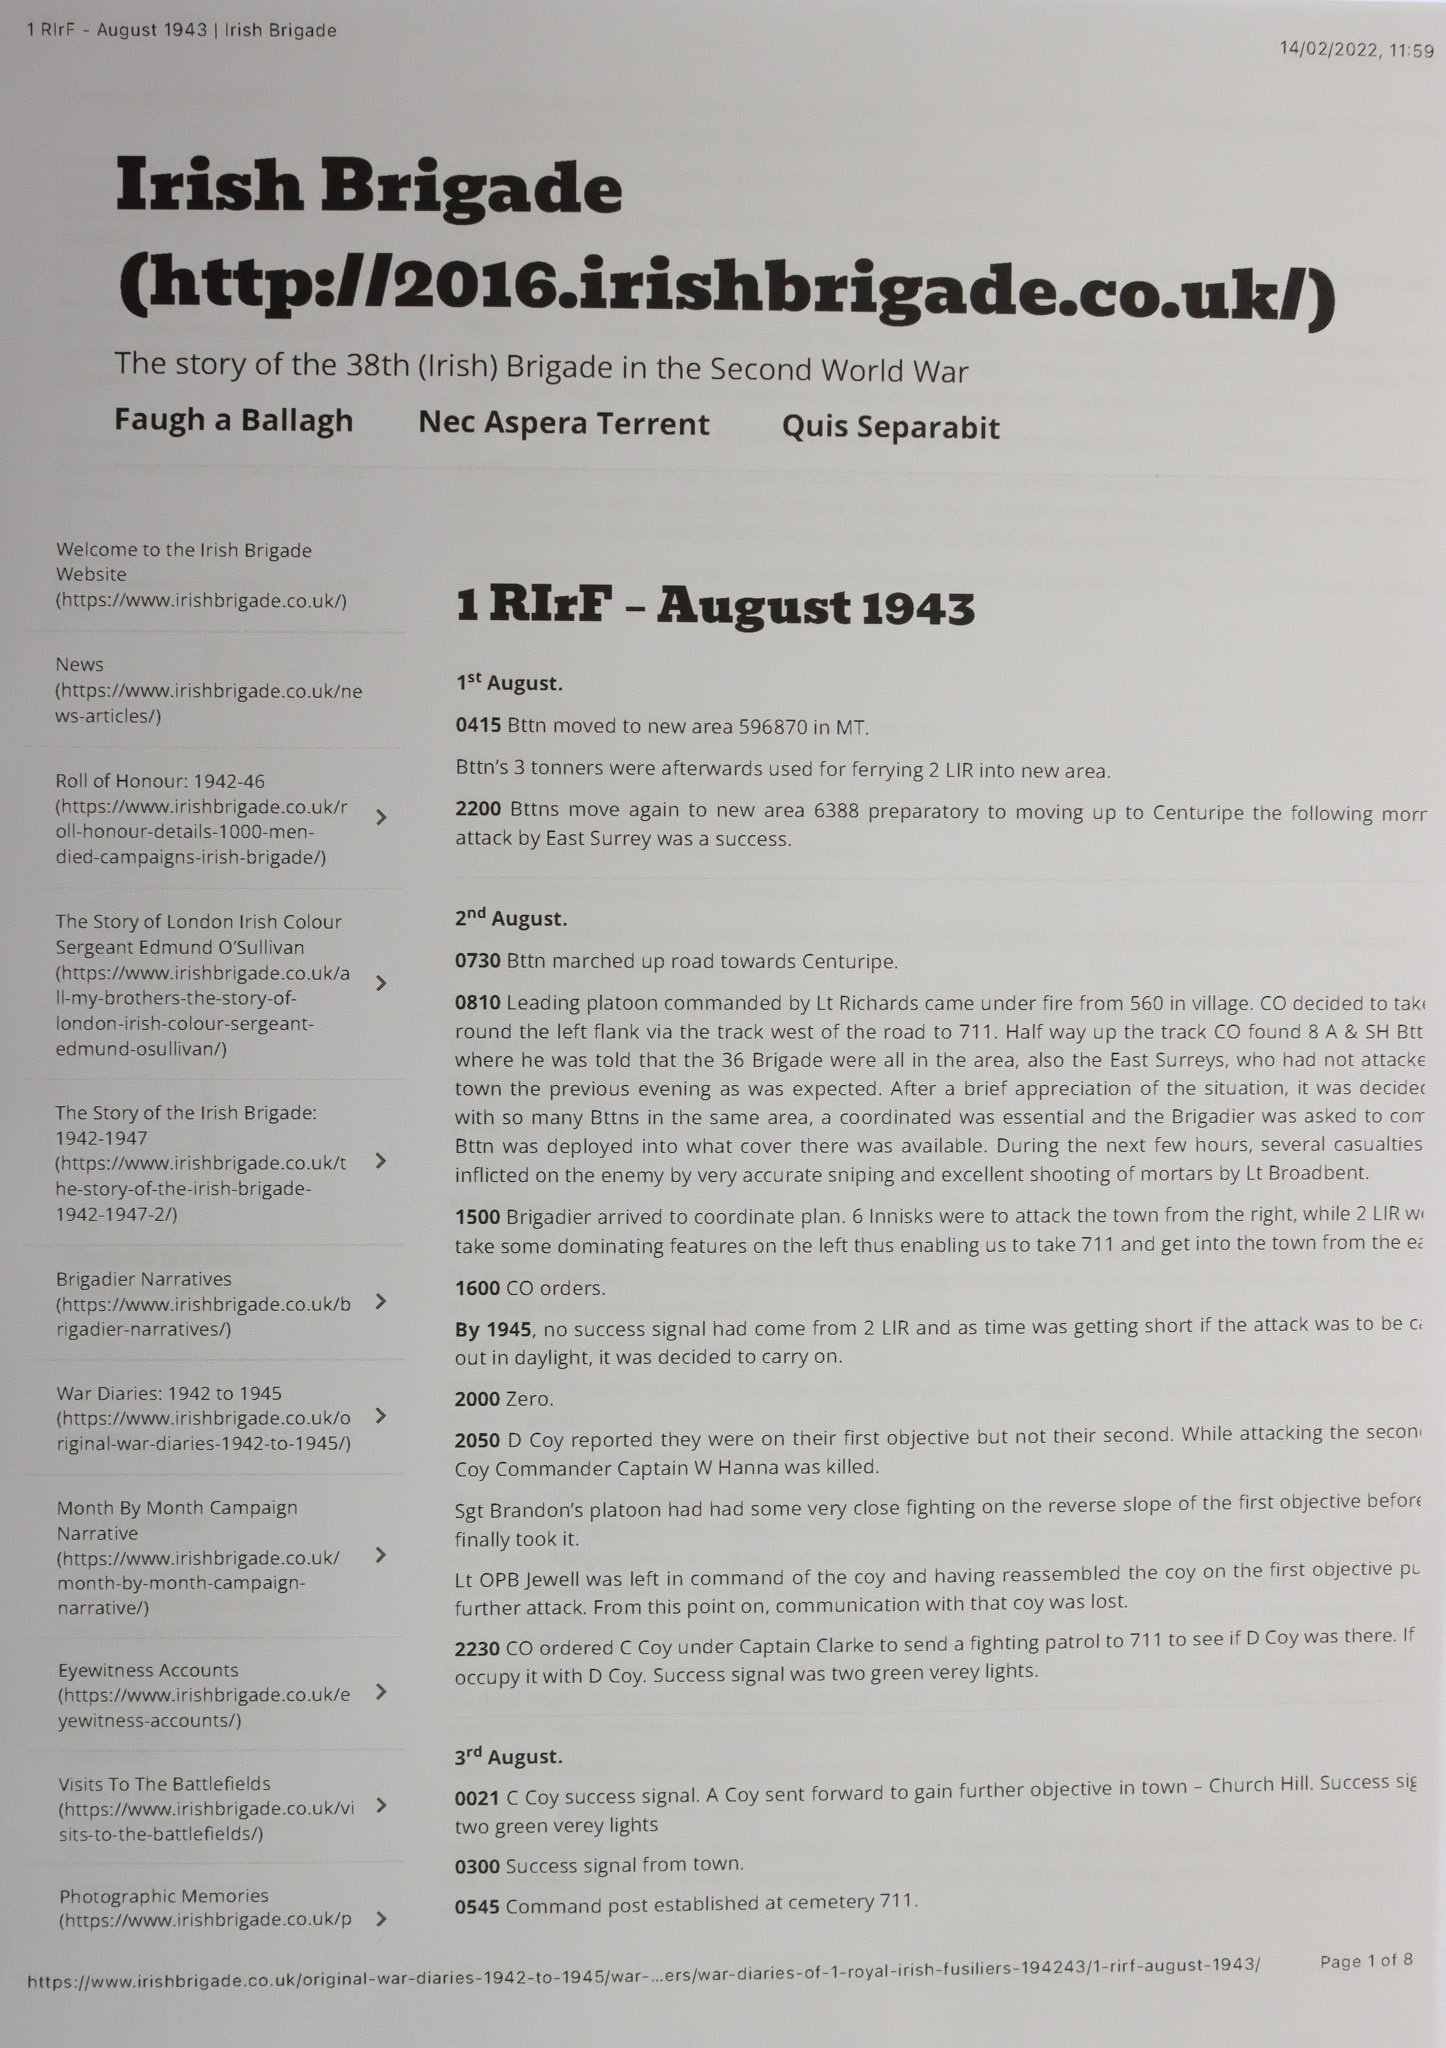 1 RIrF – August 1943 | Irish Brigade
14/02/2022, 11:59
Irish Brigade
(http://2016.irishbrigade.co.uk/)
The story of the 38th (Irish) Brigade in the Second World War
Faugh a Ballagh Nec Aspera Terrent Quis Separabit
Welcome to the Irish Brigade
Website
(https://www.irishbrigade.co.uk/)
News
(https://www.irishbrigade.co.uk/ne
ws-articles/)
Roll of Honour: 1942-46
(https://www.irishbrigade.co.uk/r
oll-honour-details-1000-men-
died-campaigns-irish-brigade/)
The Story of London Irish Colour
Sergeant Edmund O’Sullivan
(https://www.irishbrigade.co.uk/a
ll-my-brothers-the-story-of-
london-irish-colour-sergeant-
edmund-osullivan/)
The Story of the Irish Brigade:
1942-1947
(https://www.irishbrigade.co.uk/t
he-story-of-the-irish-brigade-
1942-1947-2/)
Brigadier Narratives
(https://www.irishbrigade.co.uk/b
rigadier-narratives/)
War Diaries: 1942 to 1945
(https://www.irishbrigade.co.uk/o
riginal-war-diaries-1942-to-1945/)
Month By Month Campaign
Narrative
(https://www.irishbrigade.co.uk/
month-by-month-campaign-
narrative/)
Eyewitness Accounts
(https://www.irishbrigade.co.uk/e
yewitness-accounts/)
Visits To The Battlefields
(https://www.irishbrigade.co.uk/vi
sits-to-the-battlefields/)
Photographic Memories
(https://www.irishbrigade.co.uk/p
1 RIrF – August 1943
1st August.
0415 Bttn moved to new area 596870 in MT.
Bttn’s 3 tonners were afterwards used for ferrying 2 LIR into new area.
2200 Bttns move again to new area 6388 preparatory to moving up to Centuripe the following
attack by East Surrey was a success.
2nd August.
0730 Bttn marched up road towards Centuripe.
0810 Leading platoon commanded by Lt Richards came under fire from 560 in village. CO decided to
round the left flank via the track west of the road to 711. Half way up the track CO found 8 A & SH Btt
where he was told that the 36 Brigade were all in the area, also the East Surreys, who had not
town the previous evening as was expected. After a brief appreciation of the situation, it was
with so many Bttns in the same area, a coordinated was essential and the Brigadier was asked to
Bttn was deployed into what cover there was available. During the next few hours, several casualties
inflicted on the enemy by very accurate sniping and excellent shooting of mortars by Lt Broadbent.
1500 Brigadier arrived to coordinate plan. 6 Innisks were to attack the town from the right, while 2 LIR
take some dominating features on the left thus enabling us to take 711 and get into the town from the
1600 CO orders.
By 1945, no success signal had come from 2 LIR and as time was getting short if the attack was to be
out in daylight, it was decided to carry on.
2000 Zero.
2050 D Coy reported they were on their first objective but not their second. While attacking the
Coy Commander Captain W Hanna was killed.
Sgt Brandon’s platoon had had some very close fighting on the reverse slope of the first objective
finally took it.
Lt OPB Jewell was left in command of the coy and having reassembled the coy on the first objective
further attack. From this point on, communication with that coy was lost.
2230 CO ordered C Coy under Captain Clarke to send a fighting patrol to 711 to see if D Coy was there. If
occupy it with D Coy. Success signal was two green verey lights.
3rd August.
0021 C Coy success signal. A Coy sent forward to gain further objective in town – Church Hill. Success
two green verey lights
0300 Success signal from town.
0545 Command post established at cemetery 711.
https://www.irishbrigade.co.uk/original-war-diaries-1942-to-1945/war-...ers/war-diaries-of-1-royal-irish-fusiliers-194243/1-rirf-august-1943/
Page 1 of 8